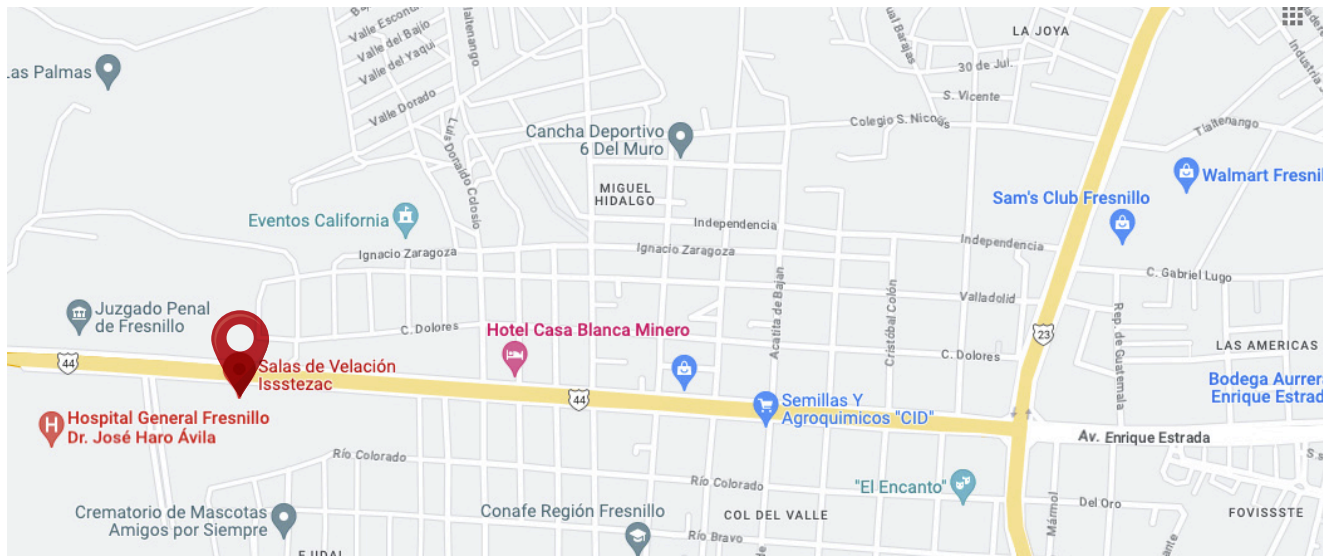 Valle Escond
Valle del Bajío
Valle del Yaqui
Valle Dorado
LA JOYA
30 de Jul.
S. Vicente
Colegio S. Nicolás
Las Palmas
Luis Donaldo Colosio
Cancha Deportivo
6 Del Muro
Tlaltenango
Walmart Fresnil
Sam's Club Fresnillo
MIGUEL
HIDALGO
Eventos California
Independencia
Independencia
Ignacio Zaragoza
Ignacio Zaragoza
C. Gabriel Lugo
Acatita de Bajan
Cristóbal Colón
Valladolid
Rep. de Guatemala
Juzgado Penal
de Fresnillo
C. Dolores
Hotel Casa Blanca Minero
23
C. Dolores
LAS AMERICAS
44
Salas de Velación
Issstezac
44
Bodega Aurrer
Enrique Estrad
Semillas Y
Agroquimicos "CID"
Hospital General Fresnillo
Dr. José Haro Ávila
Av. Enrique Estrada
Río Colorado
Río Colorado
"El Encanto"
Del Oro
Mármol
Crematorio de Mascotas
Amigos por Siempre
Conafe Región Fresnillo
COL DEL VALLE
FOVISSSTE
Río Bravo
EJIDAL